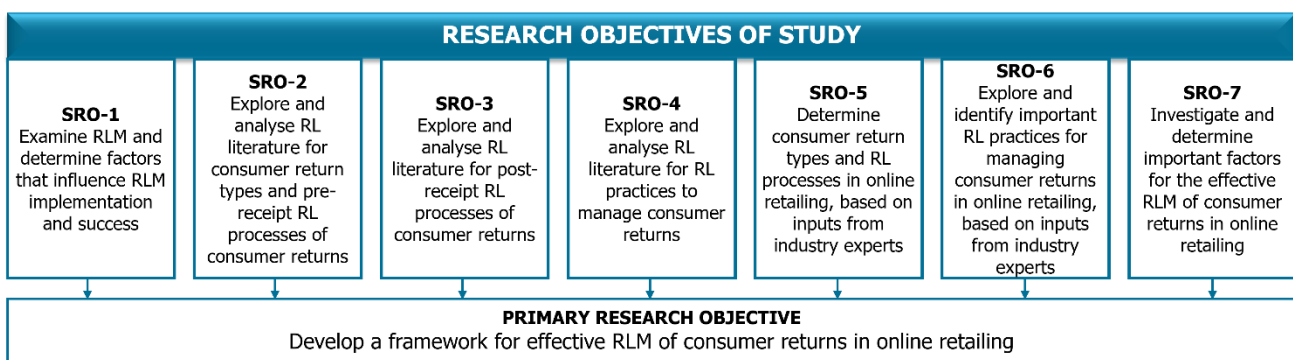 RESEARCH OBJECTIVES OF STUDY
SRO-1
Examine RLM and
determine factors
that influence RLM
implementation
and success
SRO-2
Explore and
analyse RL
literature for
consumer return
types and pre-
receipt RL
processes of
consumer returns
SRO-3
Explore and
analyse RL
literature for post-
receipt RL
processes of
consumer returns
SRO-4
Explore and
analyse RL
literature for RL
practices to
manage consumer
returns
SRO-5
Determine
consumer return
types and RL
processes in online
retailing, based on
inputs from
industry experts
SRO-6
Explore and
identify important
RL practices for
managing
consumer returns
in online retailing,
based on inputs
from industry
experts
SRO-7
Investigate and
determine
important factors
for the effective
RLM of consumer
returns in online
retailing
PRIMARY RESEARCH OBJECTIVE
Develop a framework for effective RLM of consumer returns in online retailing